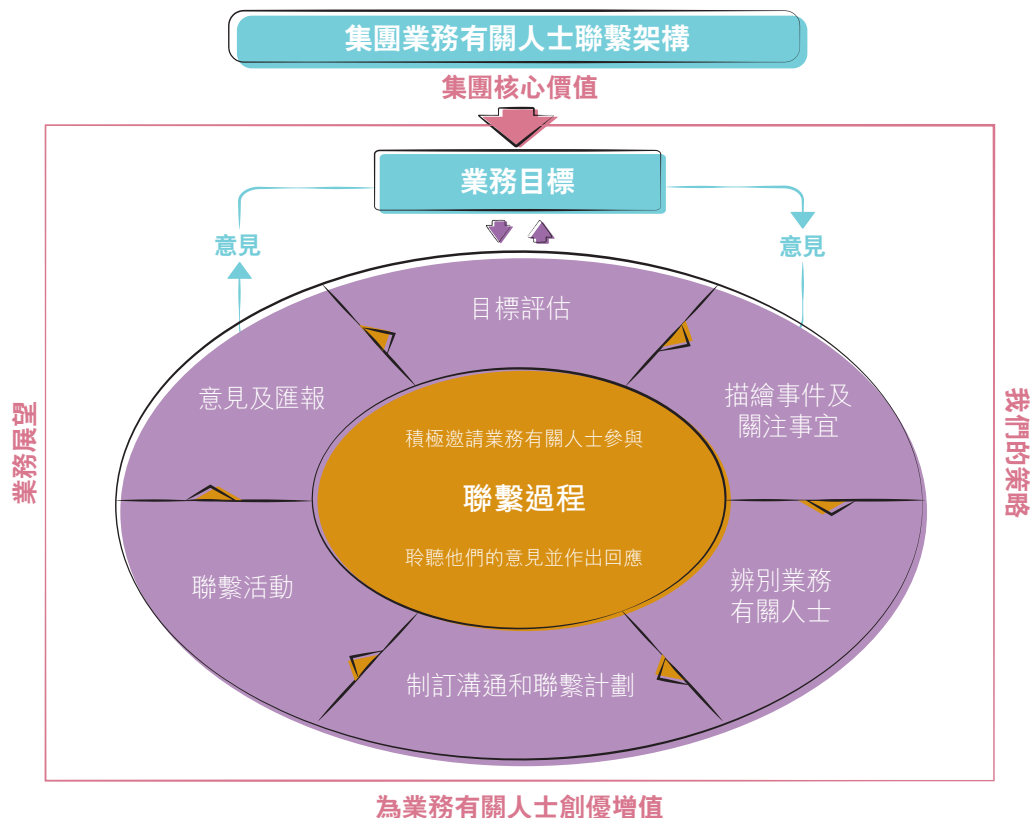 集團業務有關人士聯繫架構
集團核心價值
業務目標
意見
意見
目標評估
意見及匯報
描繪事件及
關注事宜
積極邀請業務有關人士參與
聯繫過程
聆聽他們的意見並作出回應
聯繫活動
辨別業務
有關人士
制訂溝通和聯繫計劃
業務展望
我們的策略
為業務有關人士創優增值